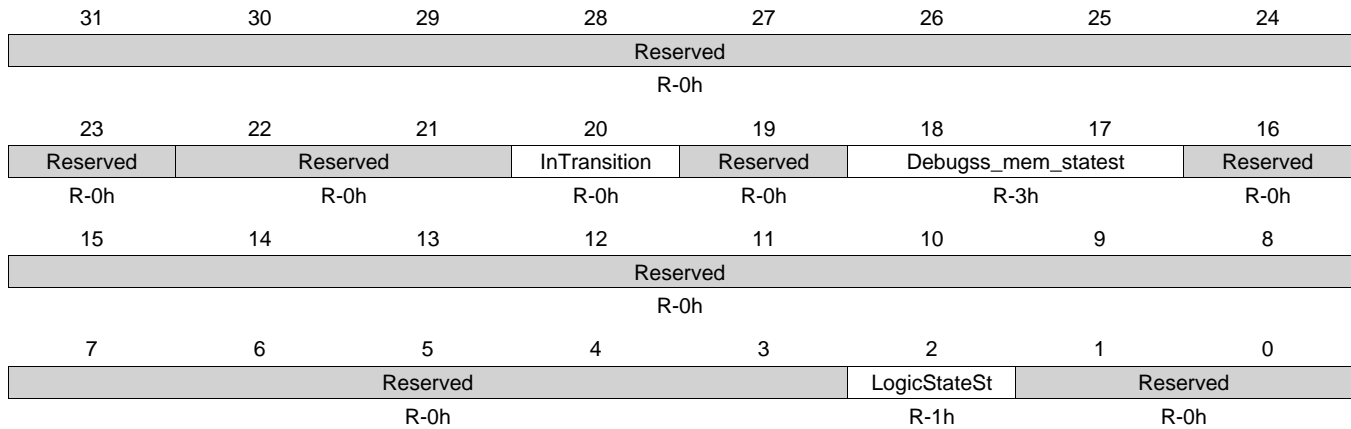 31 30 29 28 27 26 25 24
Reserved
R-0h
23 22 21 20 19 18 17 16
Reserved Reserved InTransition Reserved Debugss_mem_statest Reserved
R-0h R-0h R-0h R-0h R-3h R-0h
15 14 13 12 11 10 9 8
Reserved
R-0h
7 6 5 4 3 2 1 0
Reserved LogicStateSt Reserved
R-0h R-1h R-0h